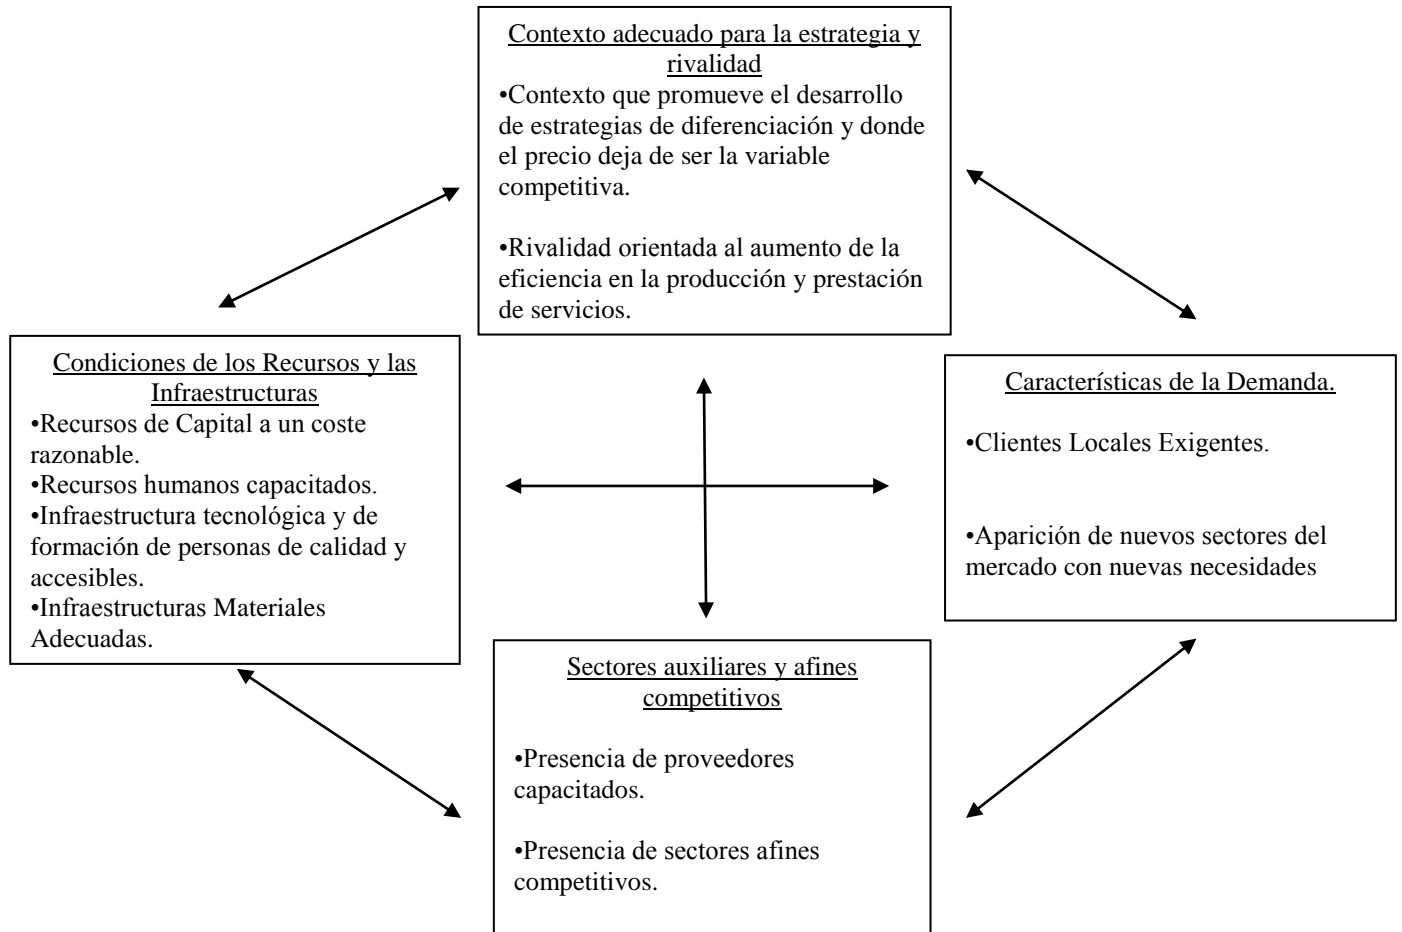 Contexto adecuado para la estrategia y
rivalidad
•Contexto que promueve el desarrollo
de estrategias de diferenciación y donde
el precio deja de ser la variable
competitiva.
•Rivalidad orientada al aumento de la
eficiencia en la producción y prestación
de servicios.
Condiciones de los Recursos y las
Infraestructuras
•Recursos de Capital a un coste
razonable.
•Recursos humanos capacitados.
•Infraestructura tecnológica y de
formación de personas de calidad y
accesibles.
•Infraestructuras Materiales
Adecuadas.
Características de la Demanda.
•Clientes Locales Exigentes.
•Aparición de nuevos sectores del
mercado con nuevas necesidades
Sectores auxiliares y afines
competitivos
•Presencia de proveedores
capacitados.
•Presencia de sectores afines
competitivos.